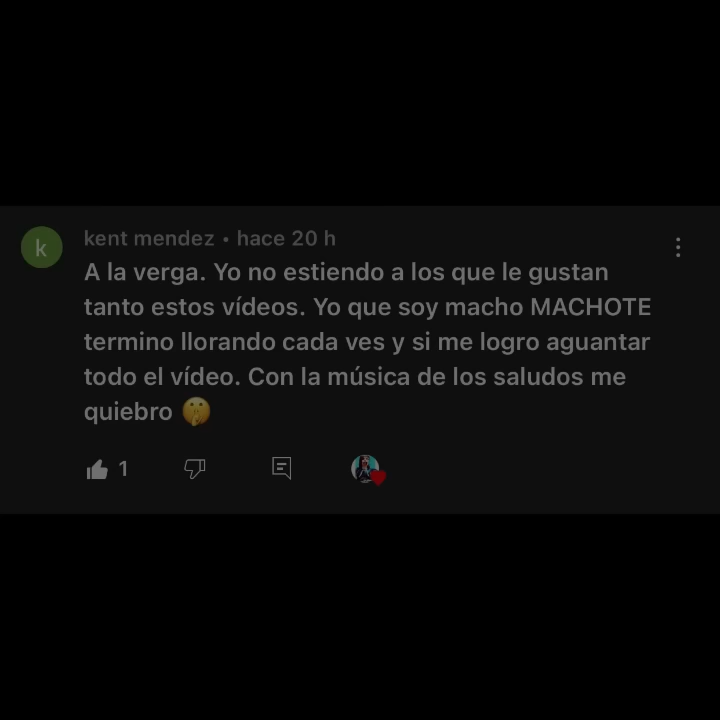 k
kent mendez • hace 20 h
A la verga. Yo no estiendo a los que le gustan
tanto estos vídeos. Yo que soy macho MACHOTE
termino llorando cada ves y si me logro aguantar
todo el vídeo. Con la música de los saludos me
quiebro 🤫
1